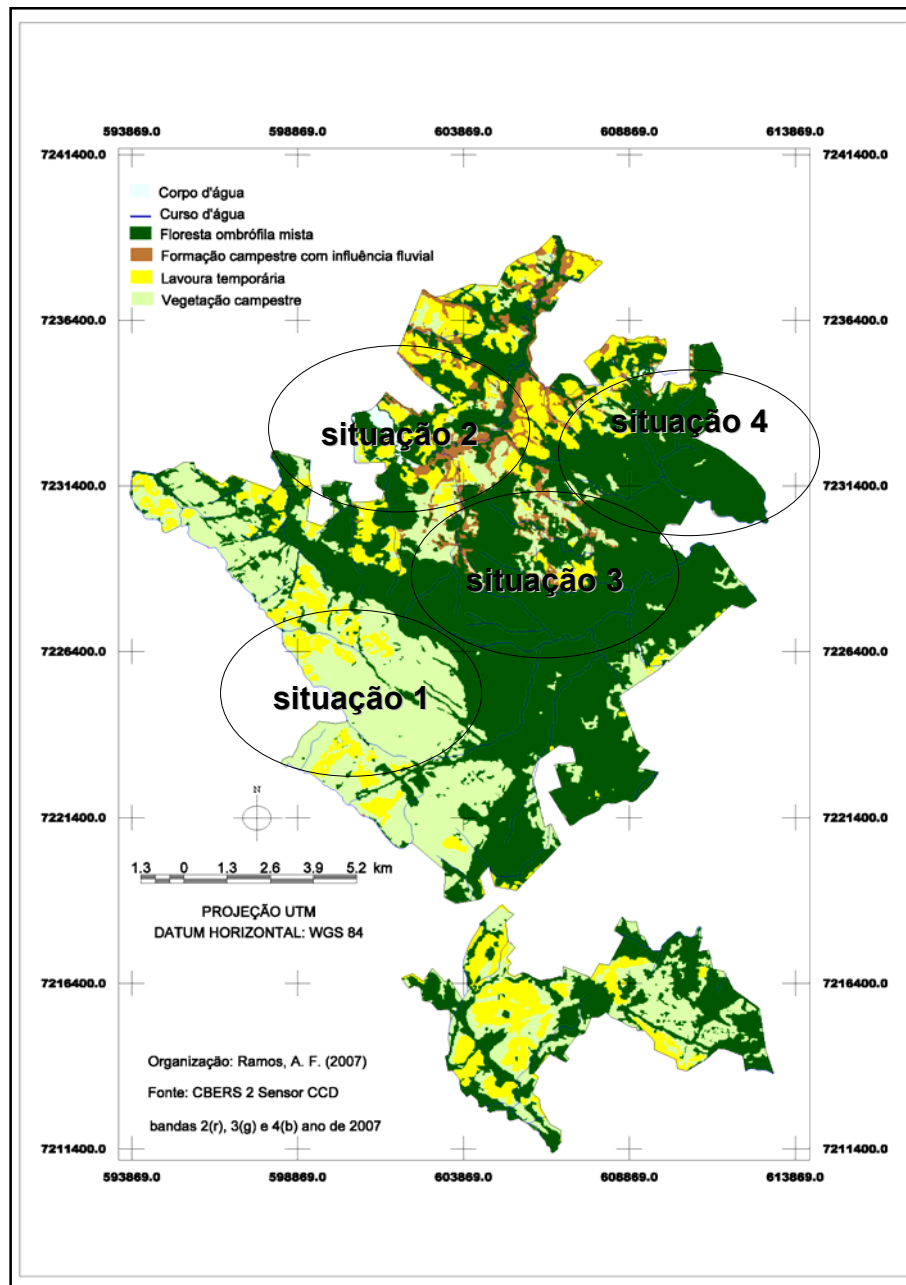 593869.0 598869.0 603869.0 608869.0 613869.0
7241400.0 7241400.0
Corpo d'água
Curso d'água
Floresta ombrófila mista
Formação campestre com influência fluvial
Lavoura temporária
Vegetação campestre
7236400.0 7236400.0
situação 4
situação 2
7231400.0 7231400.0
situação 3
7226400.0 7226400.0
situação 1
N
7221400.0 7221400.0
1.3 0 1.3 2.6 3.9 5.2 km
PROJEÇÃO UTM
DATUM HORIZONTAL: WGS 84
7216400.0 7216400.0
Organização: Ramos, A. F. (2007)
Fonte: CBERS 2 Sensor CCD
bandas 2(r), 3(g) e 4(b) ano de 2007
7211400.0 7211400.0
593869.0 598869.0 603869.0 608869.0 613869.0